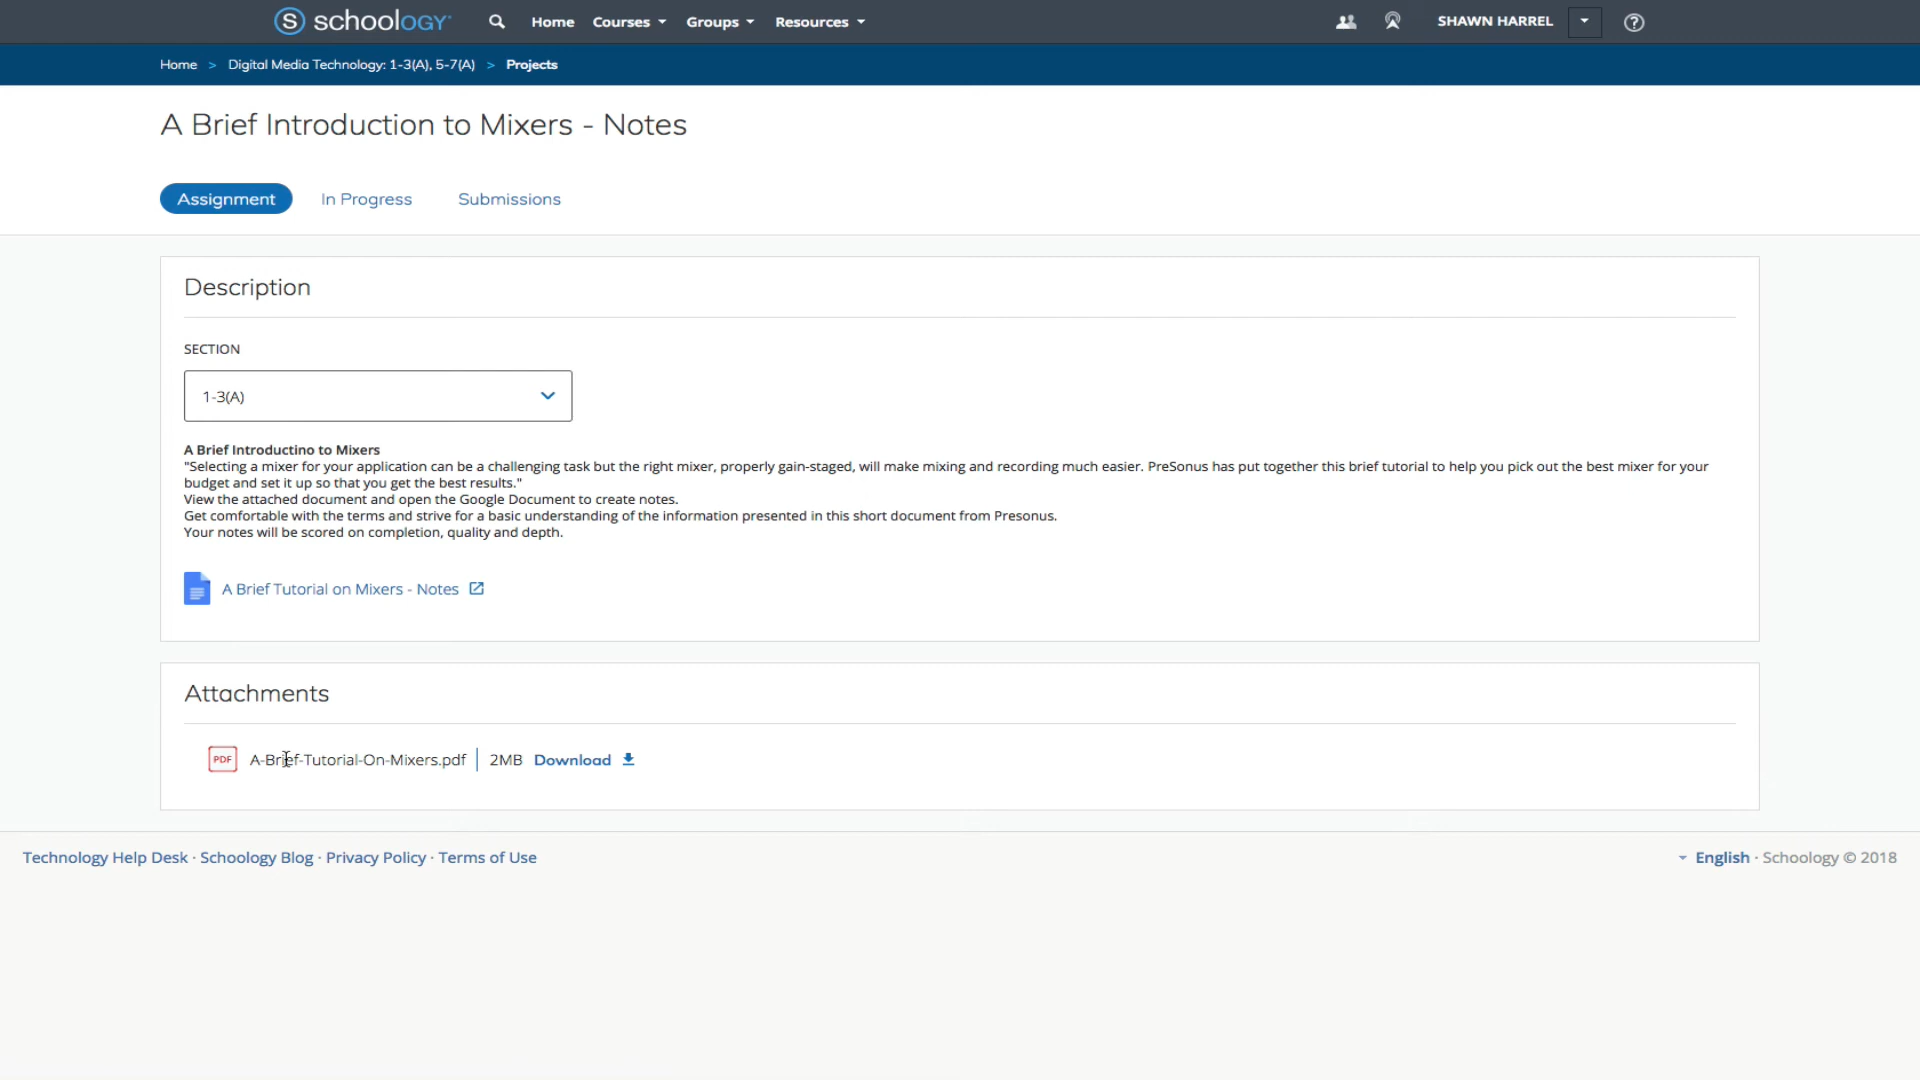 S schoology Home Courses Groups Resources SHAWN HARREL ?
Home > Digital Media Technology: 1-3(A), 5-7(A) > Projects
A Brief Introduction to Mixers - Notes
Assignment In Progress Submissions
Description
SECTION
1-3(A)
A Brief Introductino to Mixers
"Selecting a mixer for your application can be a challenging task but the right mixer, properly gain-staged, will make mixing and recording much easier. PreSonus has put together this brief tutorial to help you pick out the best mixer for your
budget and set it up so that you get the best results."
View the attached document and open the Google Document to create notes.
Get comfortable with the terms and strive for a basic understanding of the information presented in this short document from Presonus.
Your notes will be scored on completion, quality and depth.
A Brief Tutorial on Mixers - Notes
Attachments
PDF A-Brief-Tutorial-On-Mixers.pdf | 2MB Download
Technology Help Desk · Schoology Blog · Privacy Policy · Terms of Use English · Schoology © 2018